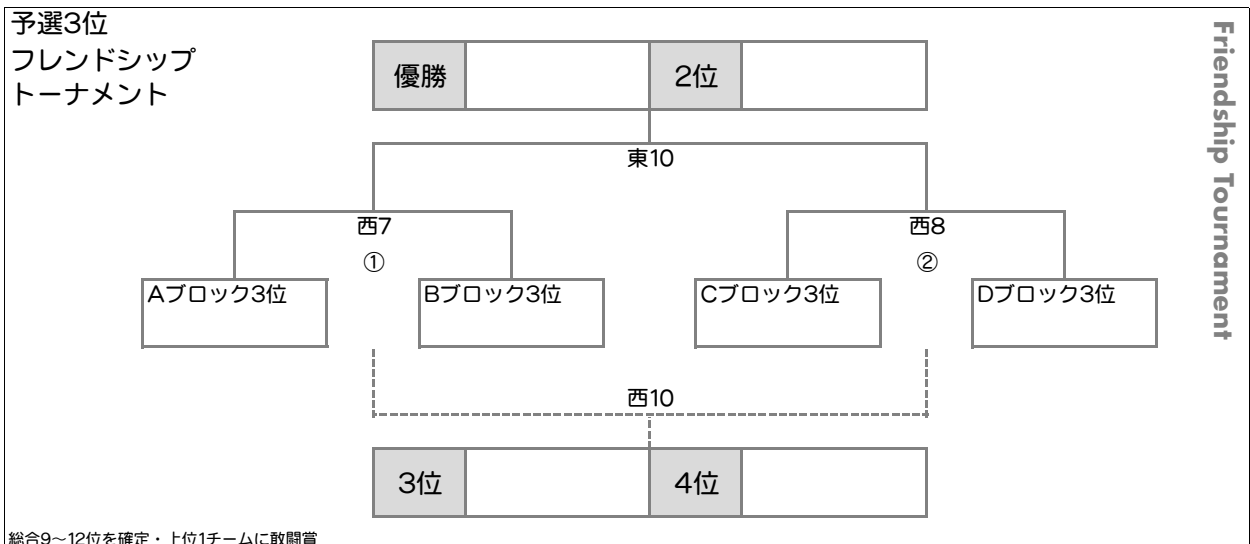 予選3位
フレンドシップ
トーナメント
Friendship Tournament
優勝
2位
東10
西7
西8
①
②
Aブロック3位
Bブロック3位
Cブロック3位
Dブロック3位
西10
3位
4位
総合9~12位を確定・上位1チームに敢闘賞